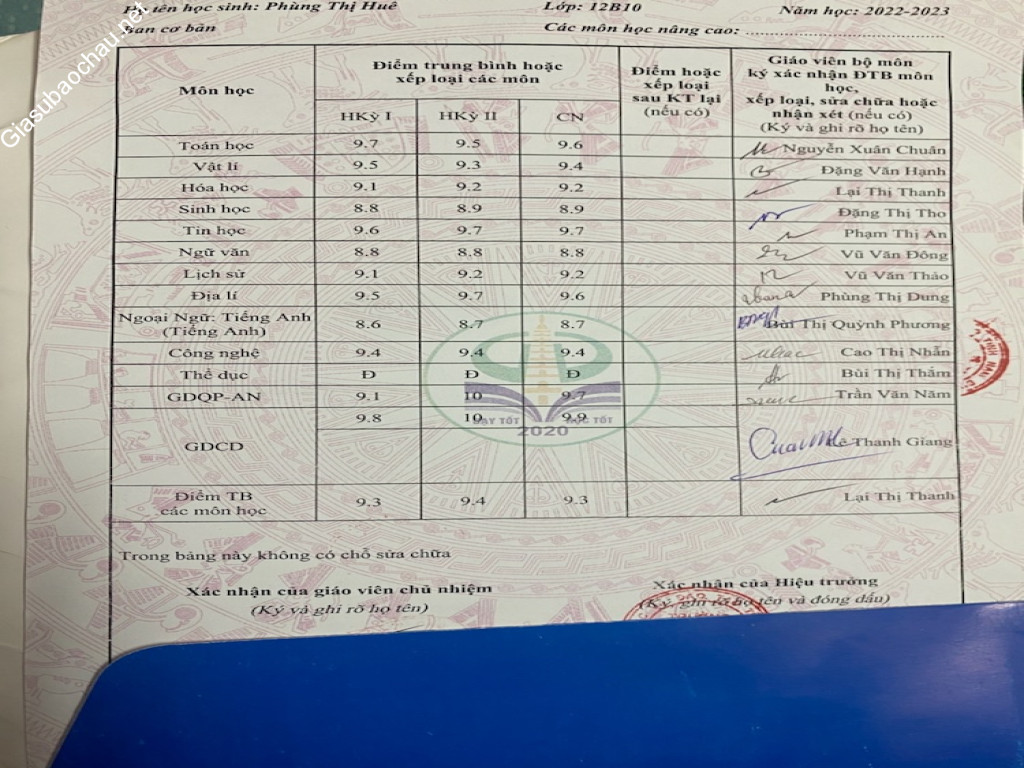 Họ tên học sinh: Phùng Thị Huê Lớp: 12B10 Năm học: 2022-2023
Ban cơ bản Các môn học nâng cao: ........................................
Môn học Điểm trung bình hoặc xếp loại các môn Điểm hoặc xếp loại sau KT lại (nếu có) Giáo viên bộ môn ký xác nhận ĐTB môn học, xếp loại, sửa chữa hoặc nhận xét (nếu có) (Ký và ghi rõ họ tên)
HKỳ I HKỳ II CN
Toán học 9.7 9.5 9.6 Nguyễn Xuân Chuân
Vật lí 9.5 9.3 9.4 Đặng Văn Hạnh
Hóa học 9.1 9.2 9.2 Lại Thị Thanh
Sinh học 8.8 8.9 8.9 Đặng Thị Tho
Tin học 9.6 9.7 9.7 Phạm Thị An
Ngữ văn 8.8 8.8 8.8 Vũ Văn Đông
Lịch sử 9.1 9.2 9.2 Vũ Văn Thảo
Địa lí 9.5 9.7 9.6 Phùng Thị Dung
Ngoại Ngữ: Tiếng Anh
(Tiếng Anh) 8.6 8.7 8.7 Bùi Thị Quỳnh Phương
Công nghệ 9.4 9.4 9.4 Cao Thị Nhẫn
Thể dục Đ Đ Đ Bùi Thị Thắm
GDQP-AN 9.1 10 9.7 Trần Văn Năm
GDCD 9.8 10 9.9 Lê Thanh Giang
DẠY TỐT HỌC TỐT
2020
Điểm TB
các môn học 9.3 9.4 9.3 Lại Thị Thanh
Trong bảng này không có chỗ sửa chữa
Xác nhận của giáo viên chủ nhiệm Xác nhận của Hiệu trưởng
(Ký và ghi rõ họ tên) (Ký, ghi rõ họ tên và đóng dấu)
Giasubaochau.net